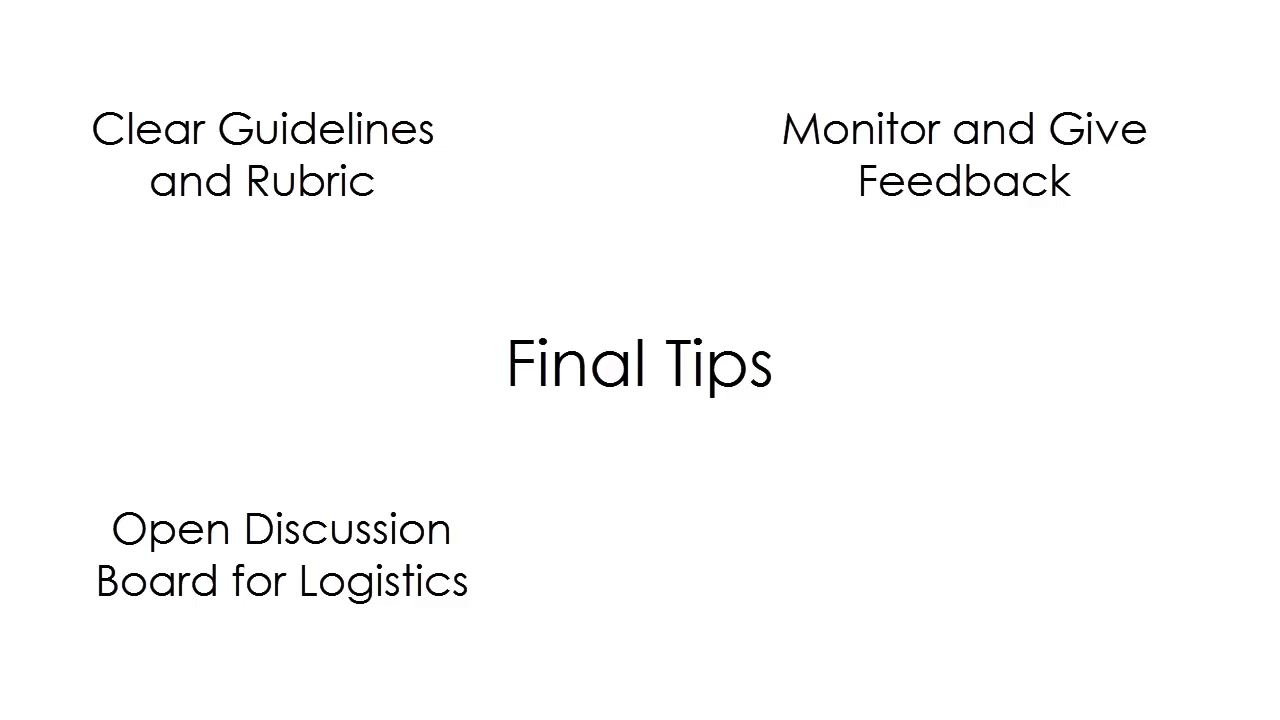 Clear Guidelines
and Rubric
Monitor and Give
Feedback
Final Tips
Open Discussion
Board for Logistics